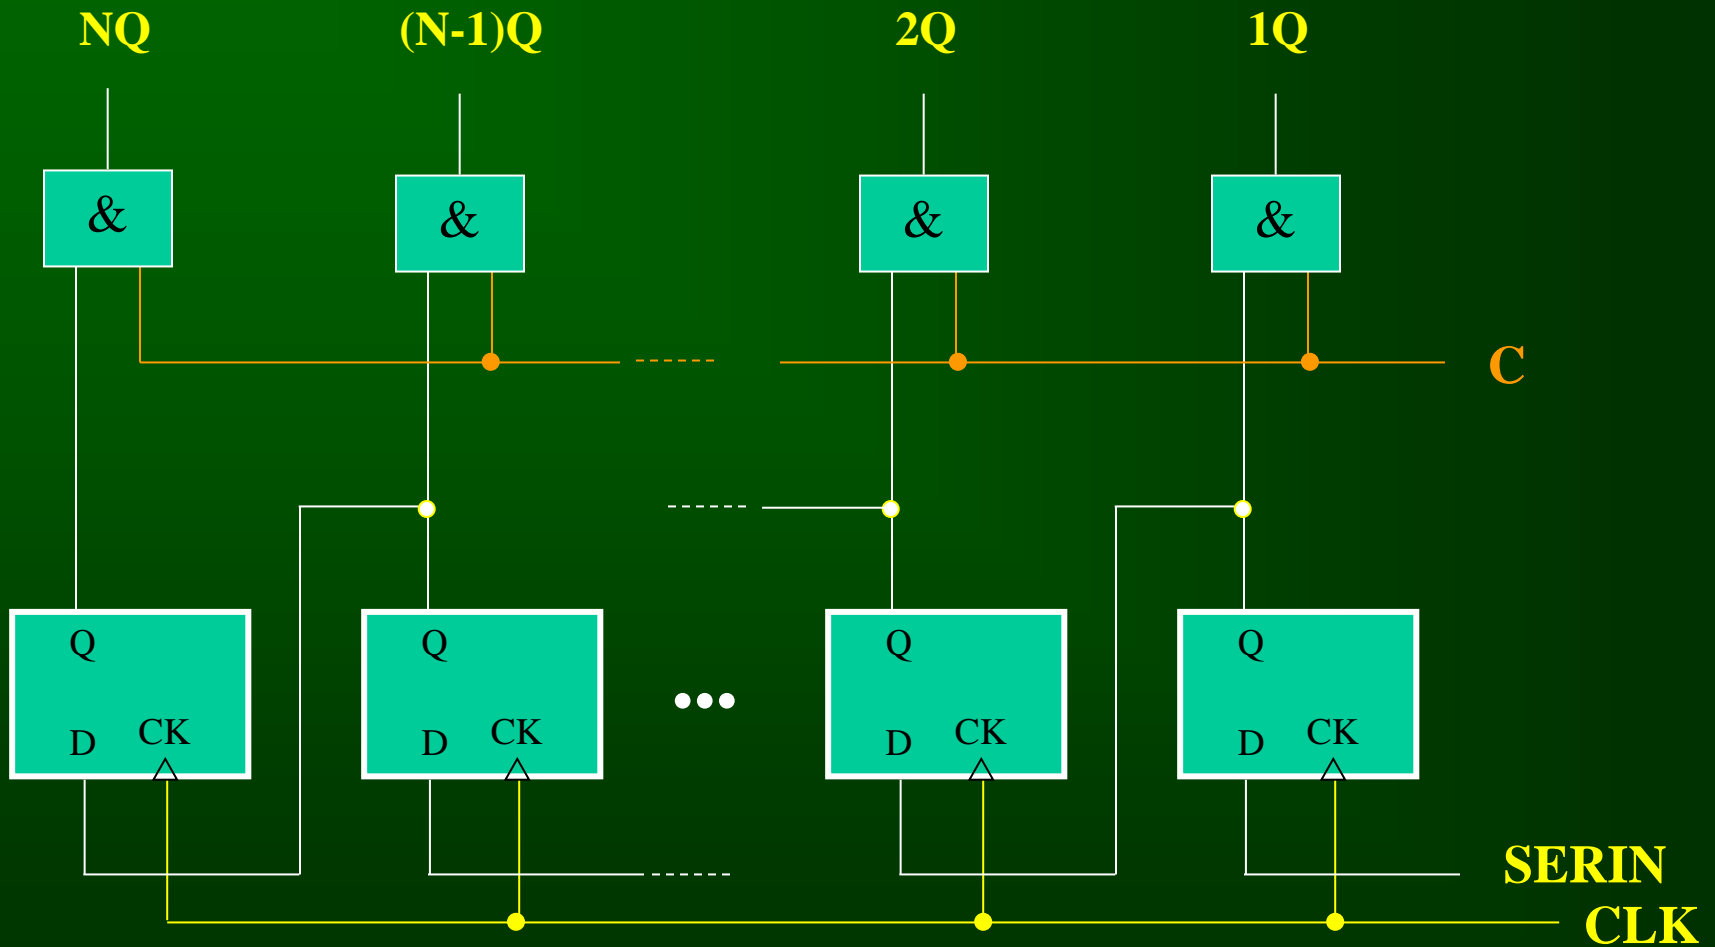 NQ (N-1)Q 2Q 1Q
& & & &
C
Q Q Q Q
D CK D CK D CK D CK
SERIN
CLK